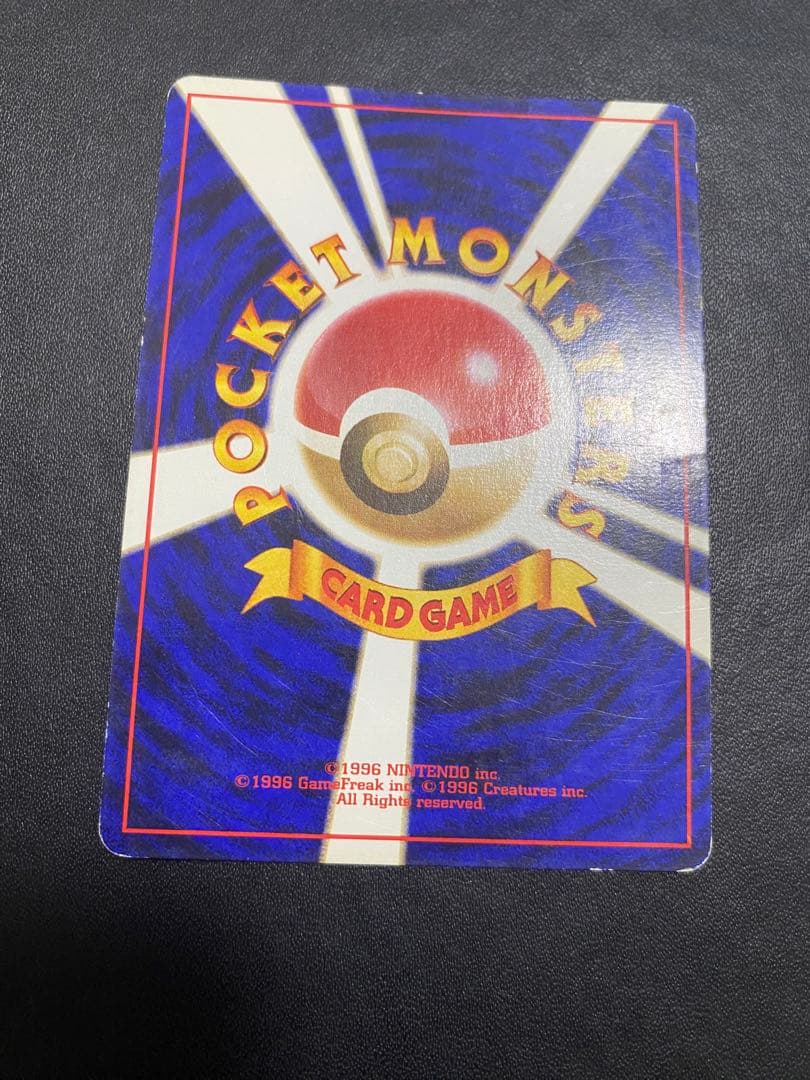 POCKET MONSTERS
CARD GAME
©1996 NINTENDO inc.
©1996 GameFreak inc. ©1996 Creatures inc.
All Rights reserved.